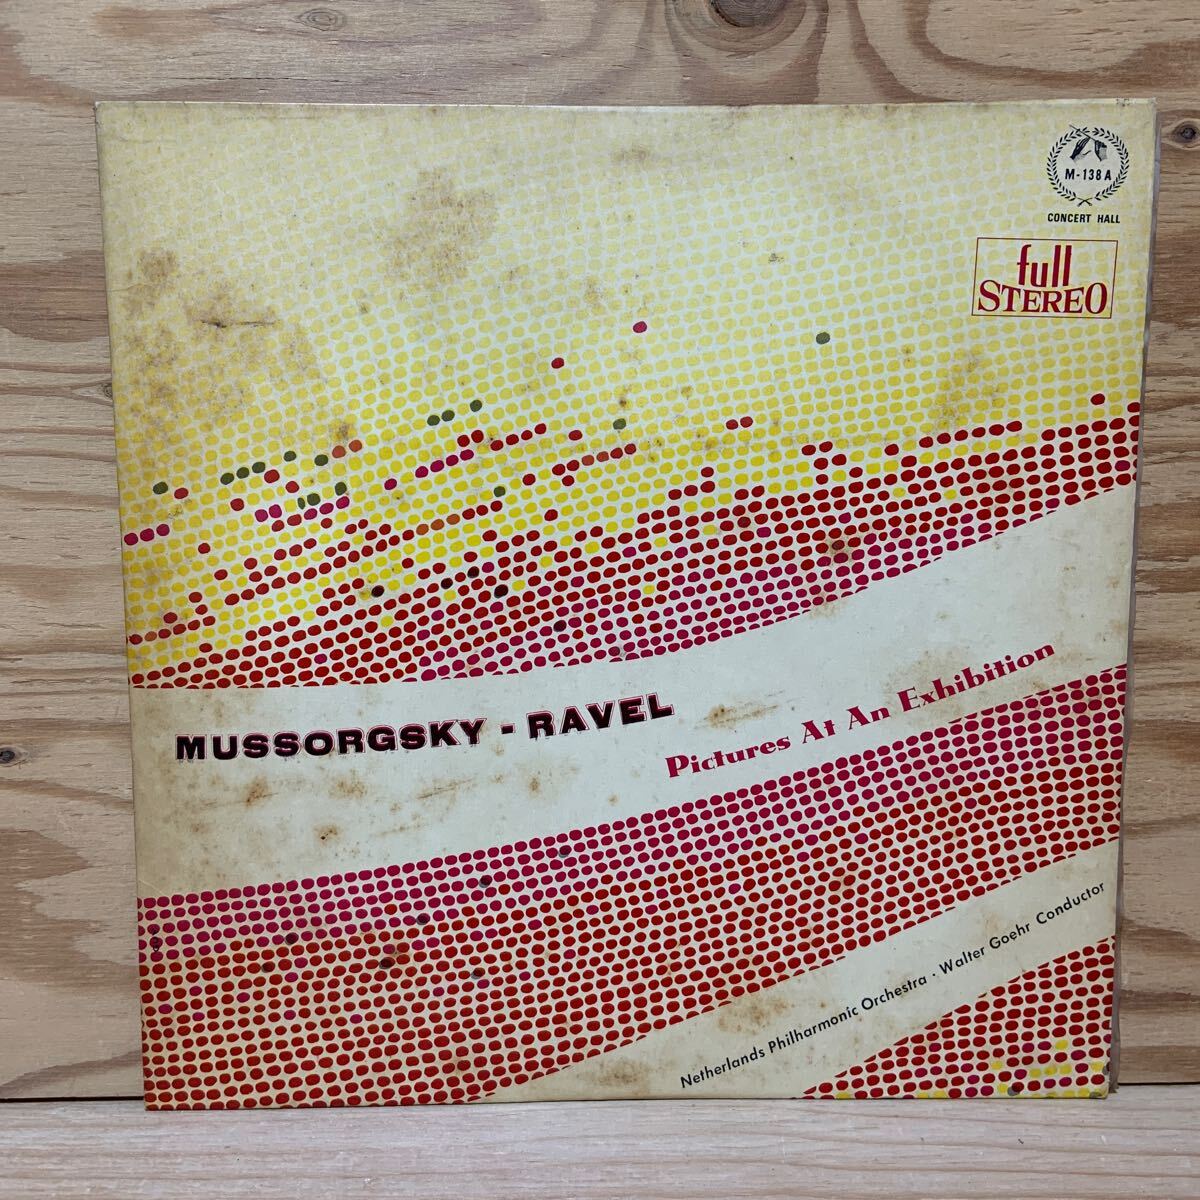 M-138 A
CONCERT HALL
full
STEREO
MUSSORGSKY - RAVEL
Pictures At An Exhibition
Netherlands Philharmonic Orchestra · Walter Goehr Conductor